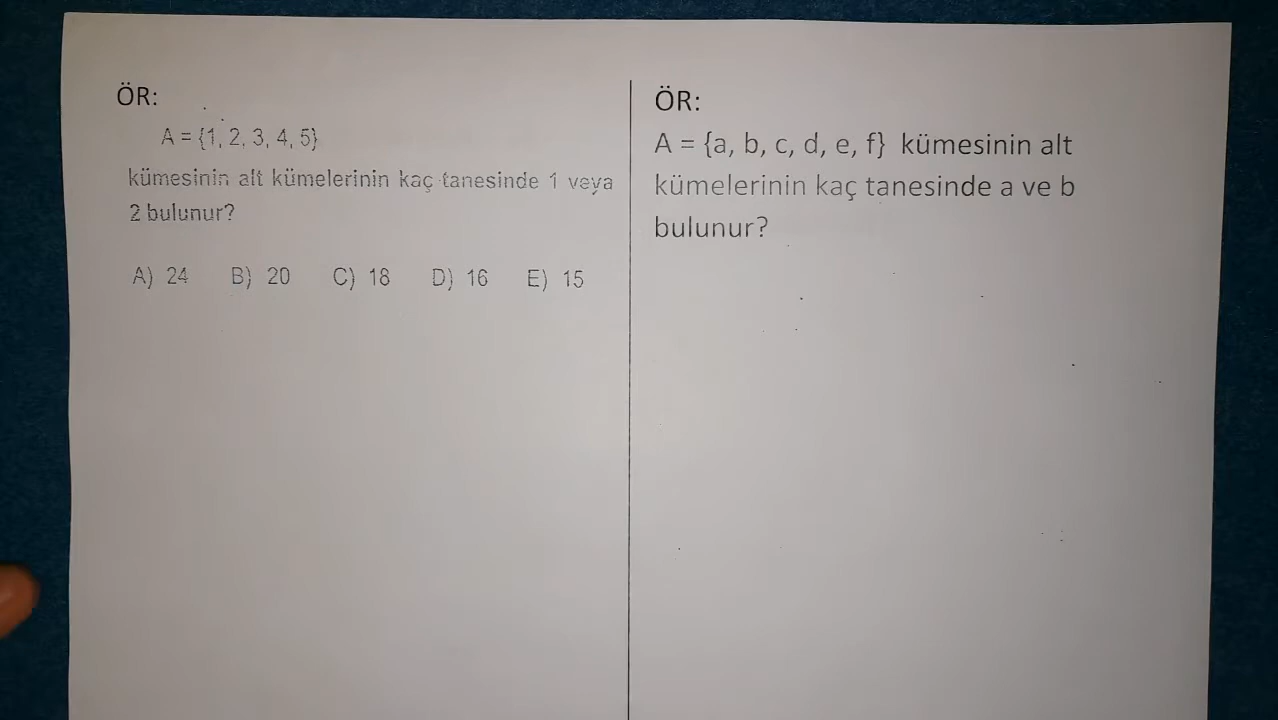 ÖR:
A = {1, 2, 3, 4, 5}
kümesinin alt kümelerinin kaç tanesinde 1 veya
2 bulunur?
A) 24 B) 20 C) 18 D) 16 E) 15
ÖR:
A = {a, b, c, d, e, f} kümesinin alt
kümelerinin kaç tanesinde a ve b
bulunur?